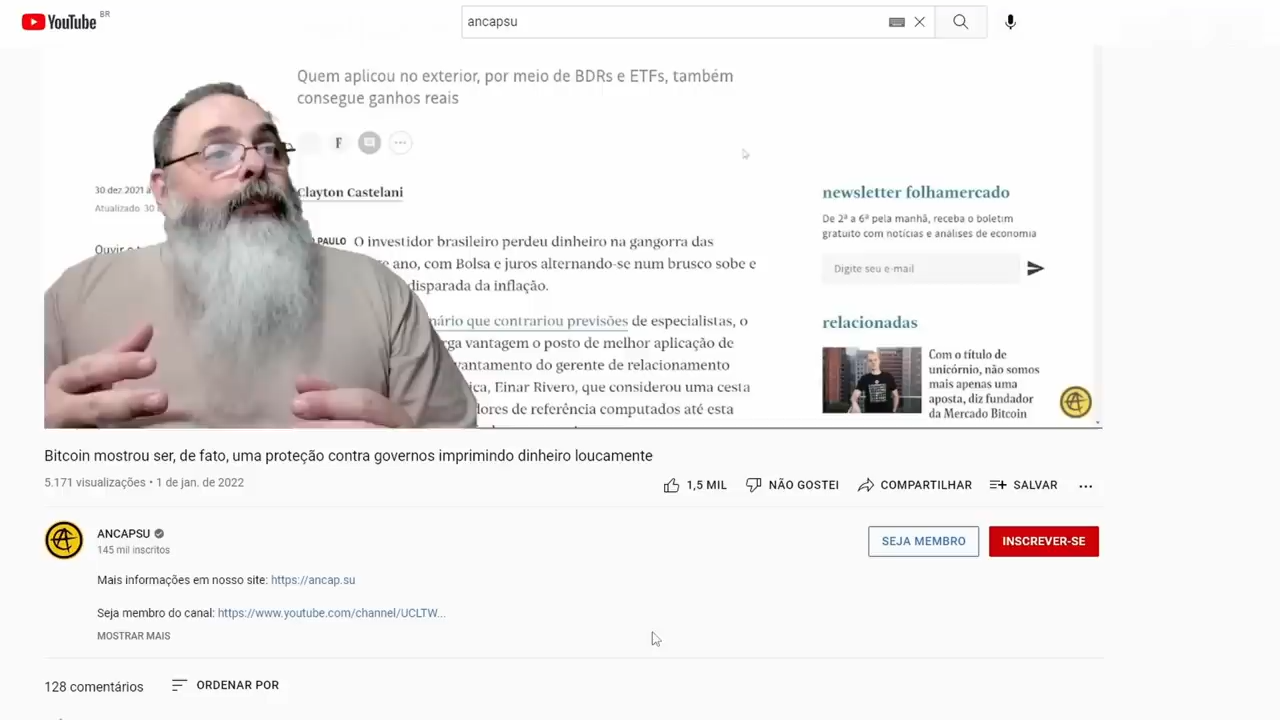 YouTube BR
ancapsu
Quem aplicou no exterior, por meio de BDRs e ETFs, também
consegue ganhos reais
F
30 dez.2021 à
Atualizado 30
Clayton Castelani
newsletter folhamercado
De 2ª a 6ª pela manhã, receba o boletim
gratuito com notícias e análises de economia
Digite seu e-mail
Ouvir o
PAULO O investidor brasileiro perdeu dinheiro na gangorra das
ano, com Bolsa e juros alternando-se num brusco sobe e
disparada da inflação.
nário que contrariou previsões de especialistas, o
rga vantagem o posto de melhor aplicação de
vantamento do gerente de relacionamento
ica, Einar Rivero, que considerou uma cesta
dores de referência computados até esta
relacionadas
Com o título de
unicórnio, não somos
mais apenas uma
aposta, diz fundador
da Mercado Bitcoin
Bitcoin mostrou ser, de fato, uma proteção contra governos imprimindo dinheiro loucamente
5.171 visualizações • 1 de jan. de 2022
1,5 MIL NÃO GOSTEI COMPARTILHAR SALVAR
ANCAPSU
145 mil inscritos
SEJA MEMBRO INSCREVER-SE
Mais informações em nosso site: https://ancap.su
Seja membro do canal: https://www.youtube.com/channel/UCLTW...
MOSTRAR MAIS
128 comentários ORDENAR POR